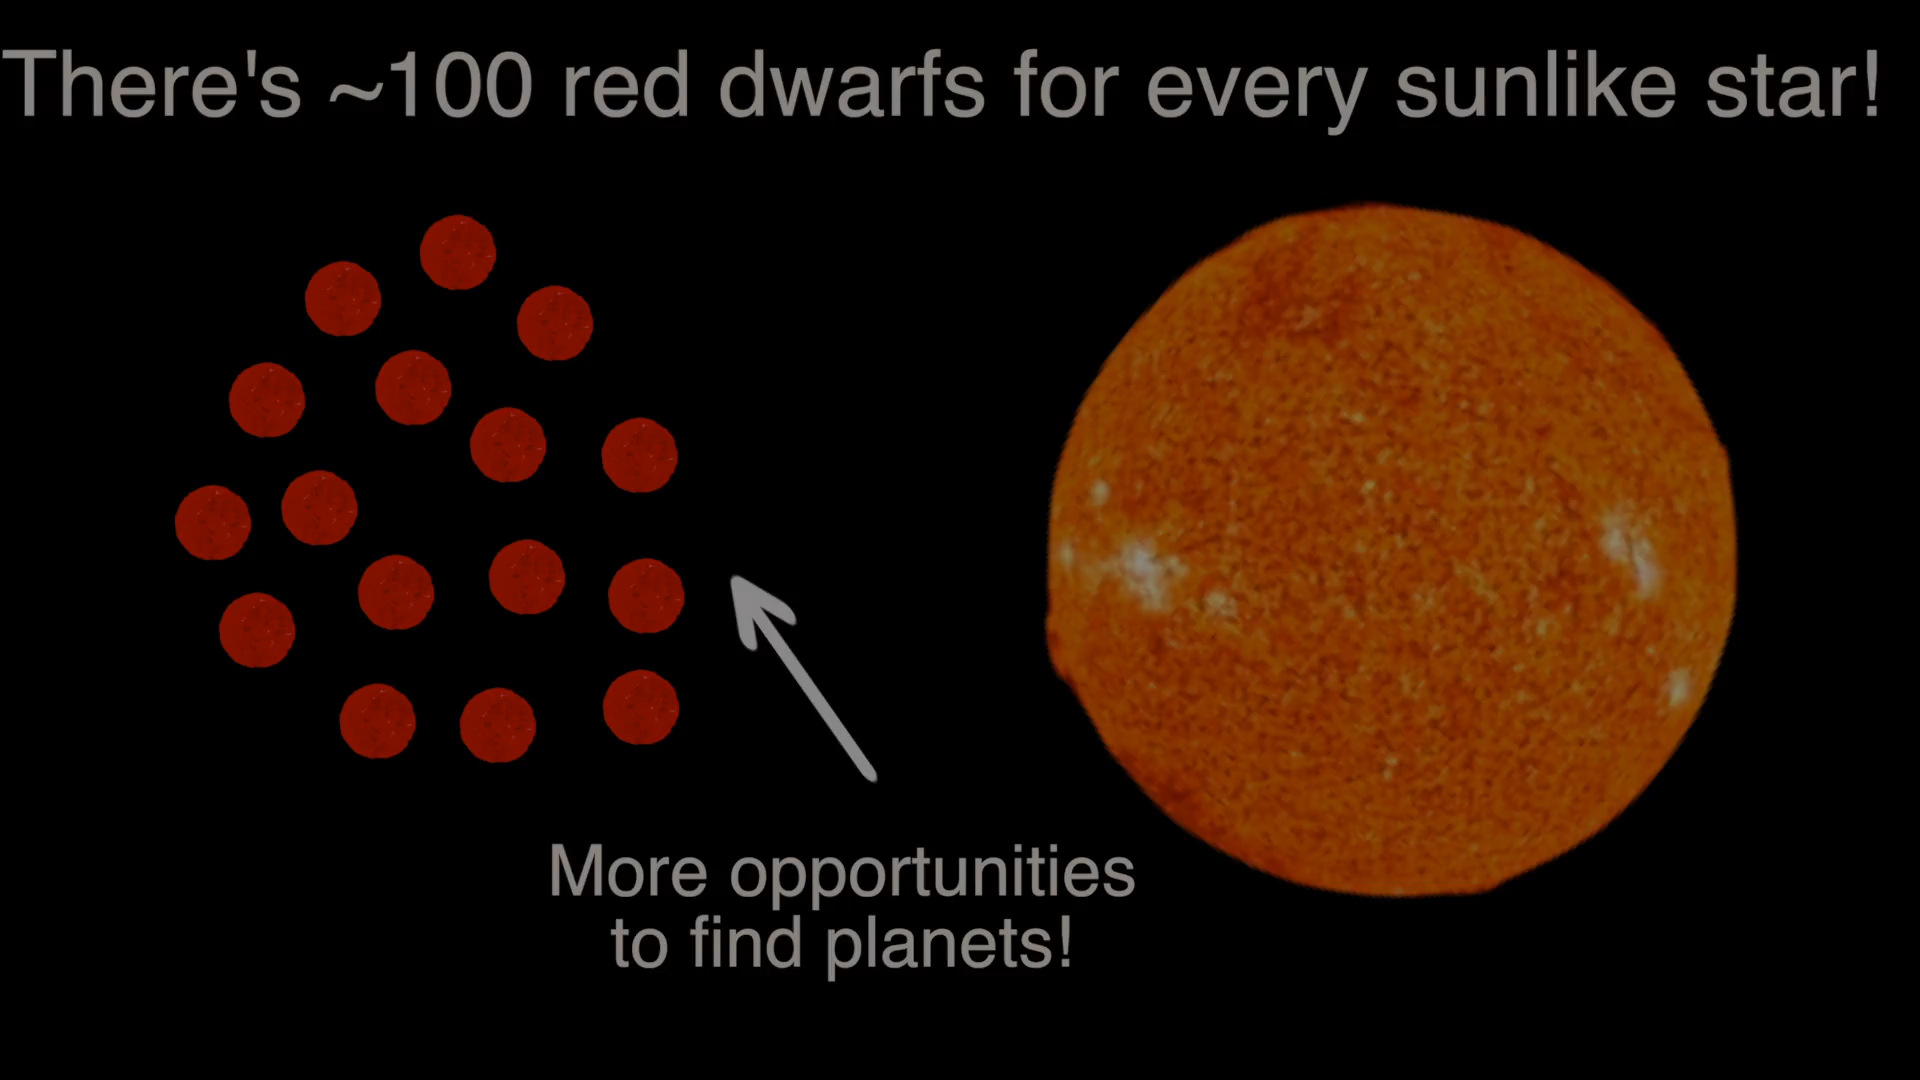 There's ~100 red dwarfs for every sunlike star!
More opportunities
to find planets!